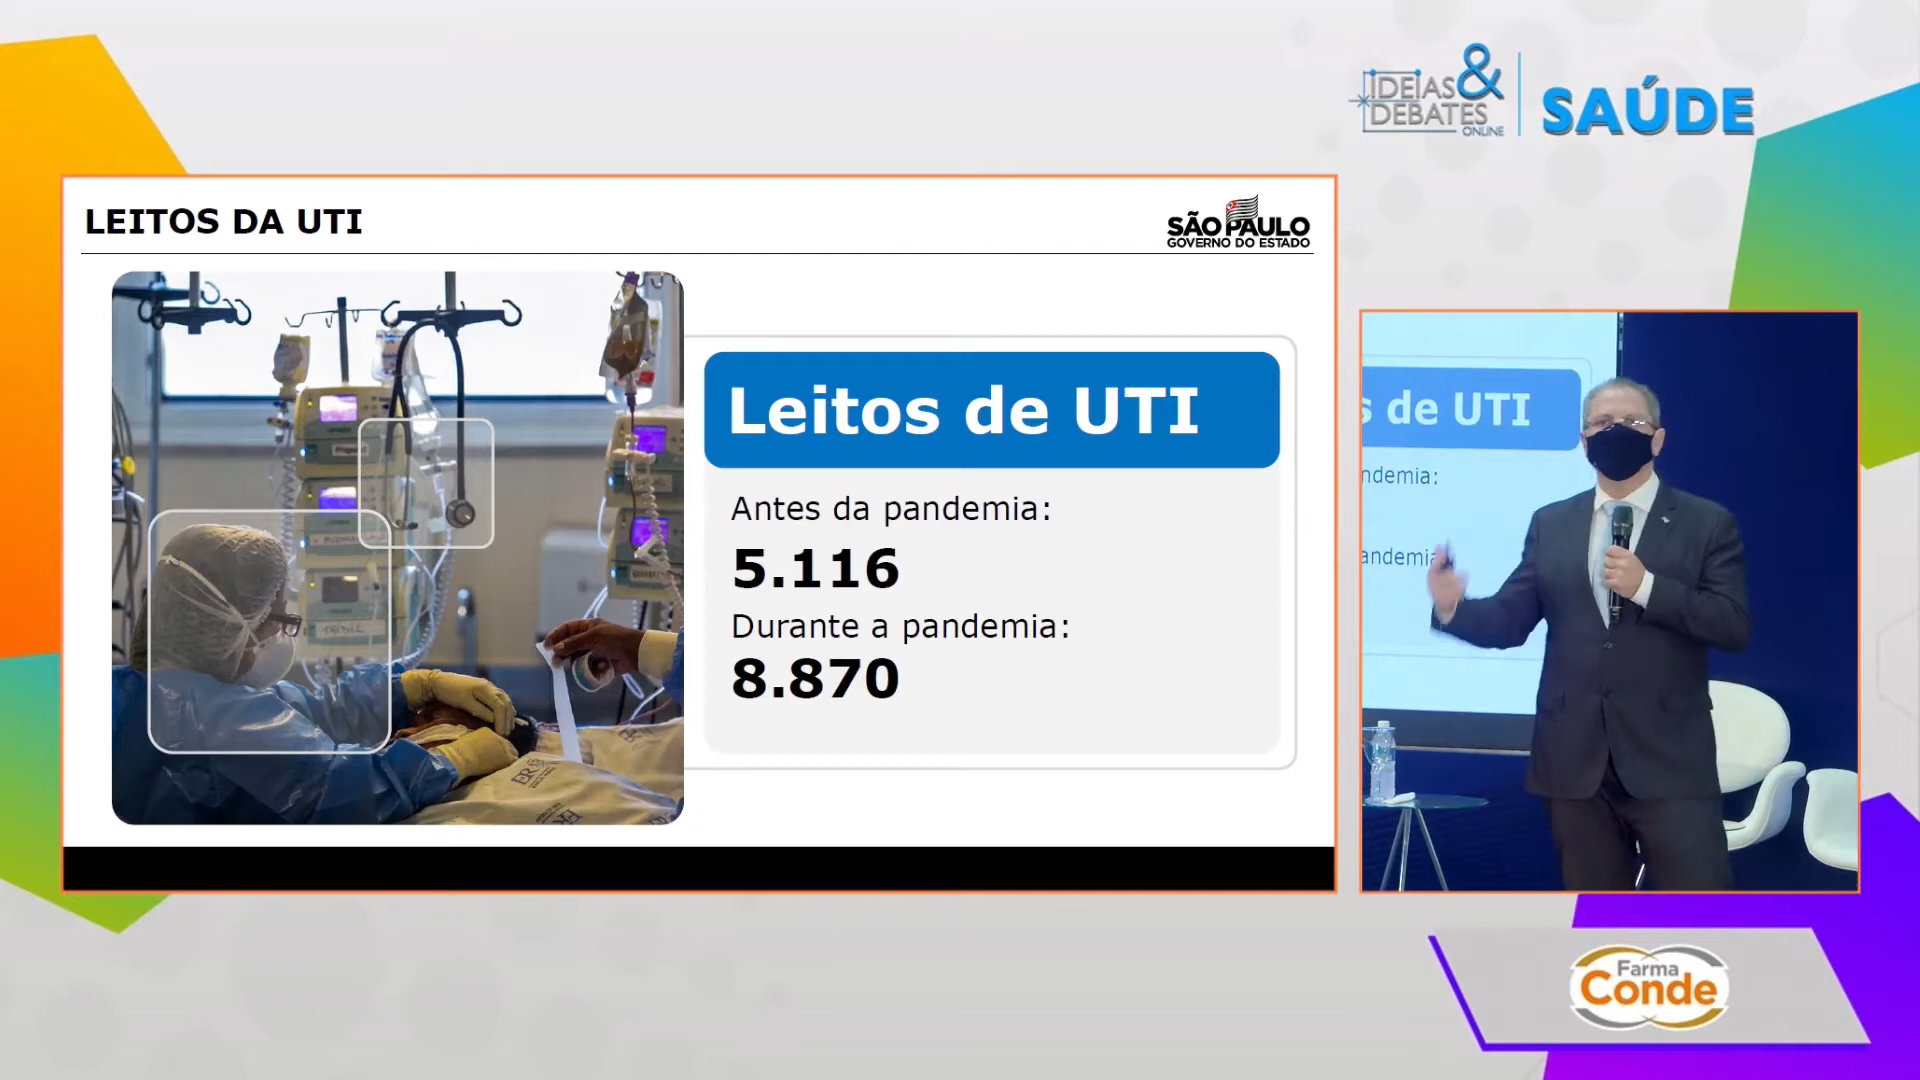 IDEIAS &
DEBATES
ONLINE
SAÚDE
LEITOS DA UTI
SÃO PAULO
GOVERNO DO ESTADO
Leitos de UTI
Antes da pandemia:
5.116
Durante a pandemia:
8.870
s de UTI
ndemia:
andemia
Farma
Conde